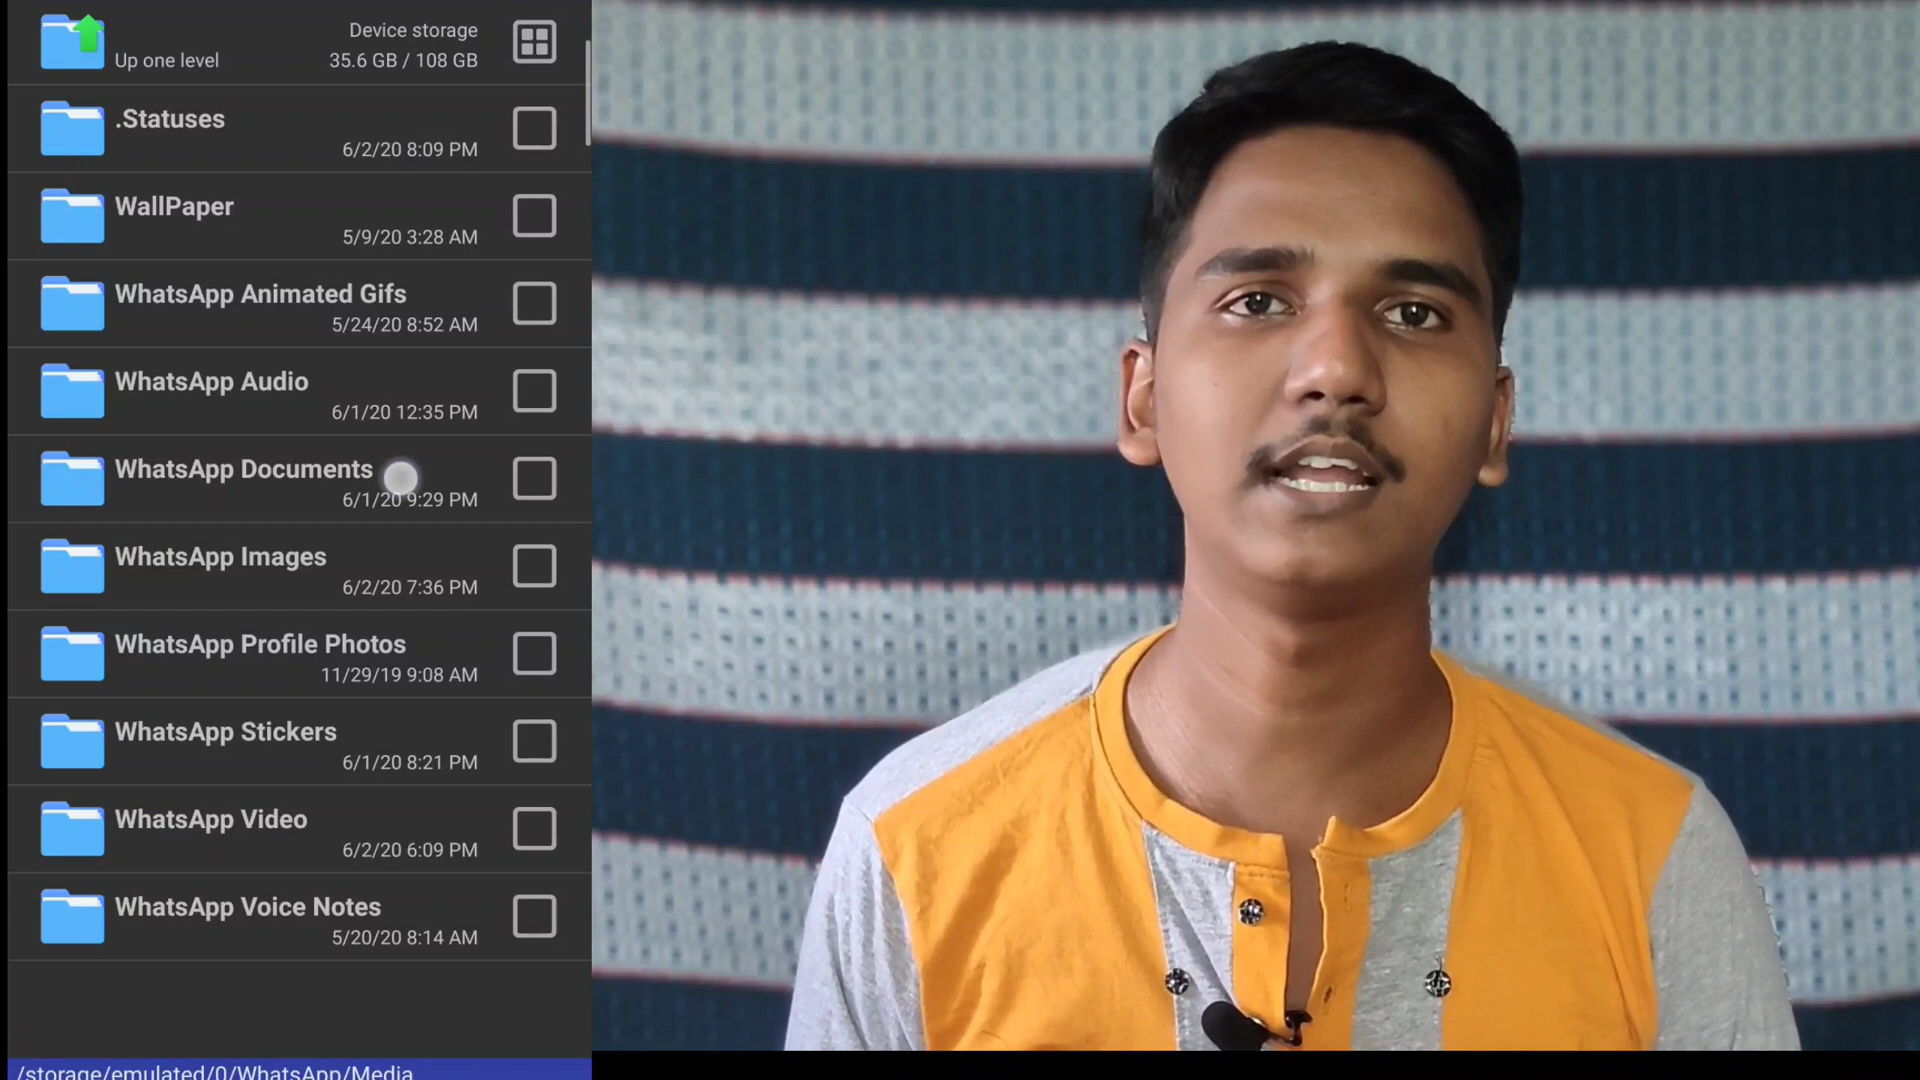 Device storage
Up one level 35.6 GB / 108 GB
.Statuses
6/2/20 8:09 PM
WallPaper
5/9/20 3:28 AM
WhatsApp Animated Gifs
5/24/20 8:52 AM
WhatsApp Audio
6/1/20 12:35 PM
WhatsApp Documents
6/1/20 9:29 PM
WhatsApp Images
6/2/20 7:36 PM
WhatsApp Profile Photos
11/29/19 9:08 AM
WhatsApp Stickers
6/1/20 8:21 PM
WhatsApp Video
6/2/20 6:09 PM
WhatsApp Voice Notes
5/20/20 8:14 AM
/storage/emulated/0/WhatsApp/Media